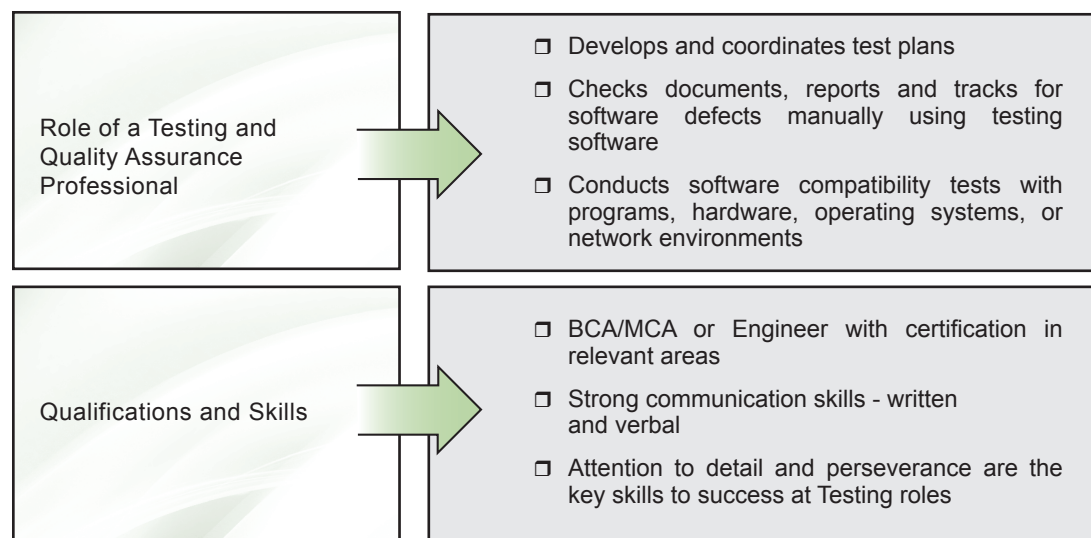 Role of a Testing and
Quality Assurance
Professional
❒ Develops and coordinates test plans
❒ Checks documents, reports and tracks for
software defects manually using testing
software
❒ Conducts software compatibility tests with
programs, hardware, operating systems, or
network environments
Qualifications and Skills
❒ BCA/MCA or Engineer with certification in
relevant areas
❒ Strong communication skills - written
and verbal
❒ Attention to detail and perseverance are the
key skills to success at Testing roles